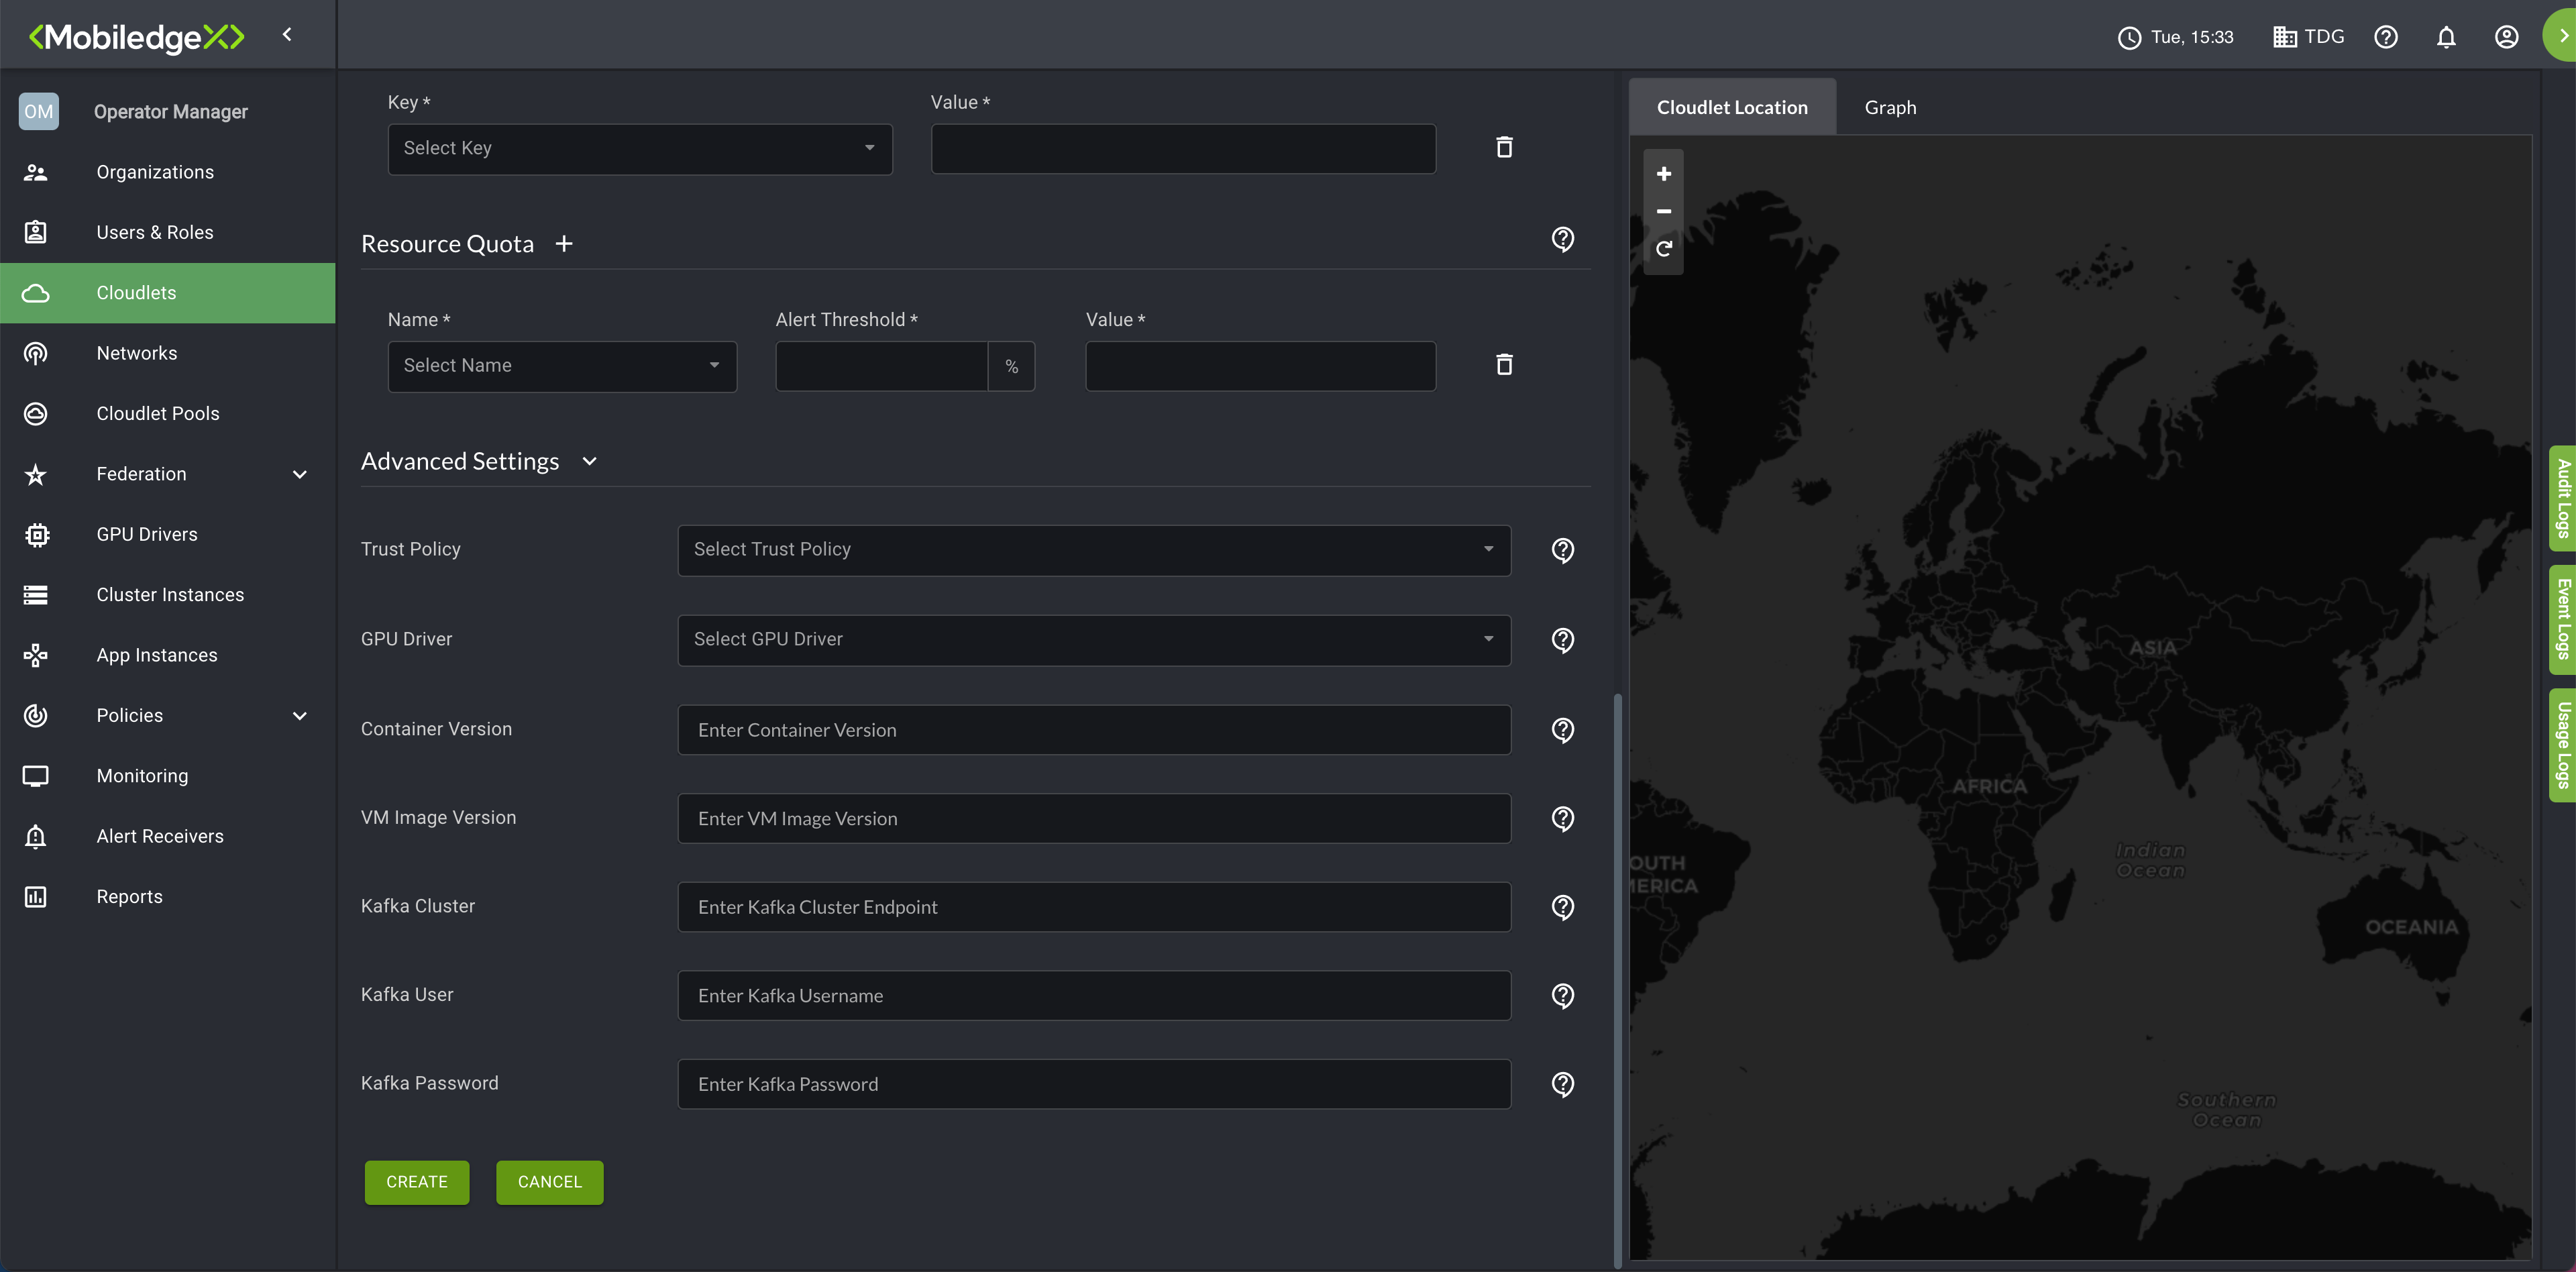 MobiledgeX
Tue, 15:33
TDG
OM
Operator Manager
Organizations
Users & Roles
Cloudlets
Networks
Cloudlet Pools
Federation
GPU Drivers
Cluster Instances
App Instances
Policies
Monitoring
Alert Receivers
Reports
Key *
Value *
Select Key
Resource Quota +
Name *
Alert Threshold *
Value *
Select Name
%
Advanced Settings
Trust Policy
Select Trust Policy
GPU Driver
Select GPU Driver
Container Version
Enter Container Version
VM Image Version
Enter VM Image Version
Kafka Cluster
Enter Kafka Cluster Endpoint
Kafka User
Enter Kafka Username
Kafka Password
Enter Kafka Password
CREATE
CANCEL
Cloudlet Location
Graph
+
−
ASIA
AFRICA
Indian
Ocean
OUTH
MERICA
OCEANIA
Southern
Ocean
Audit Logs
Event Logs
Usage Logs